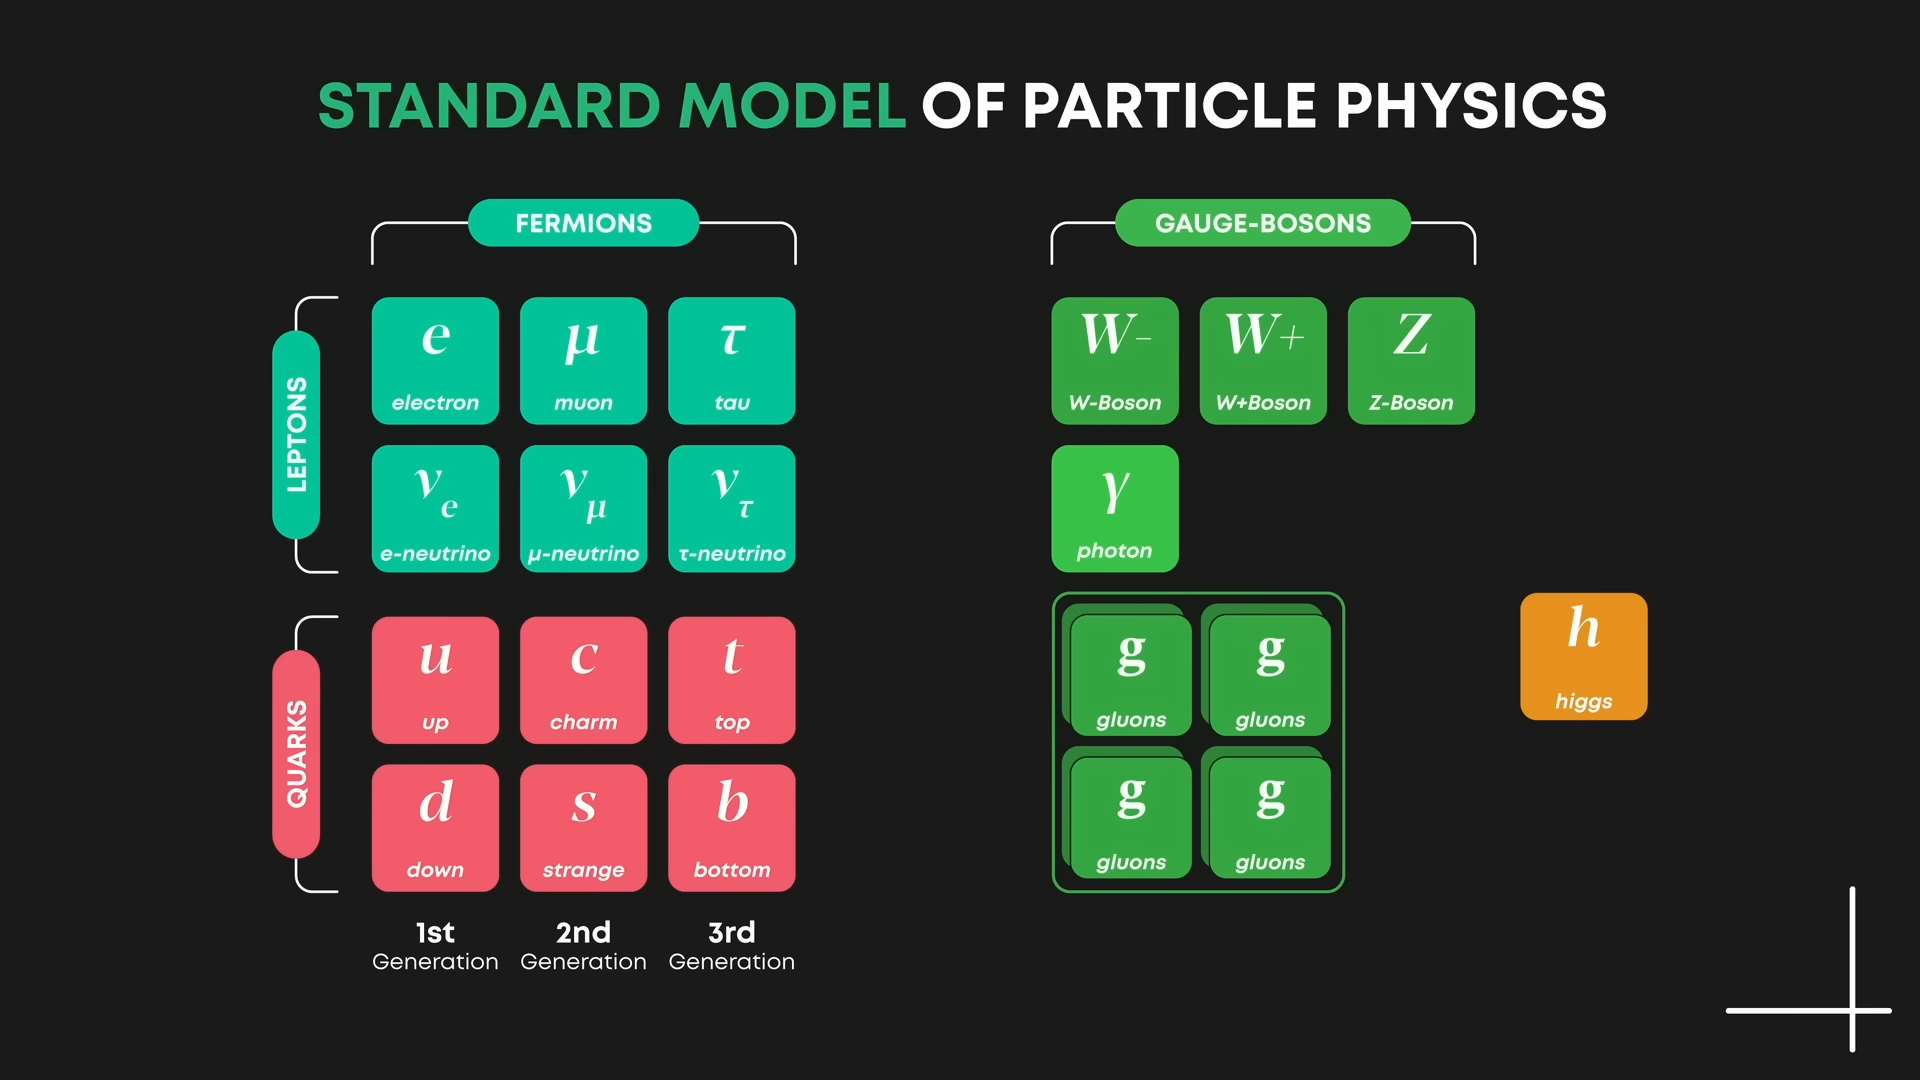 STANDARD MODEL OF PARTICLE PHYSICS
FERMIONS
LEPTONS
e
electron
μ
muon
τ
tau
νe
e-neutrino
νμ
μ-neutrino
ντ
τ-neutrino
QUARKS
u
up
c
charm
t
top
d
down
s
strange
b
bottom
1st
Generation
2nd
Generation
3rd
Generation
GAUGE-BOSONS
W-
W-Boson
W+
W+Boson
Z
Z-Boson
γ
photon
g
gluons
g
gluons
g
gluons
g
gluons
h
higgs